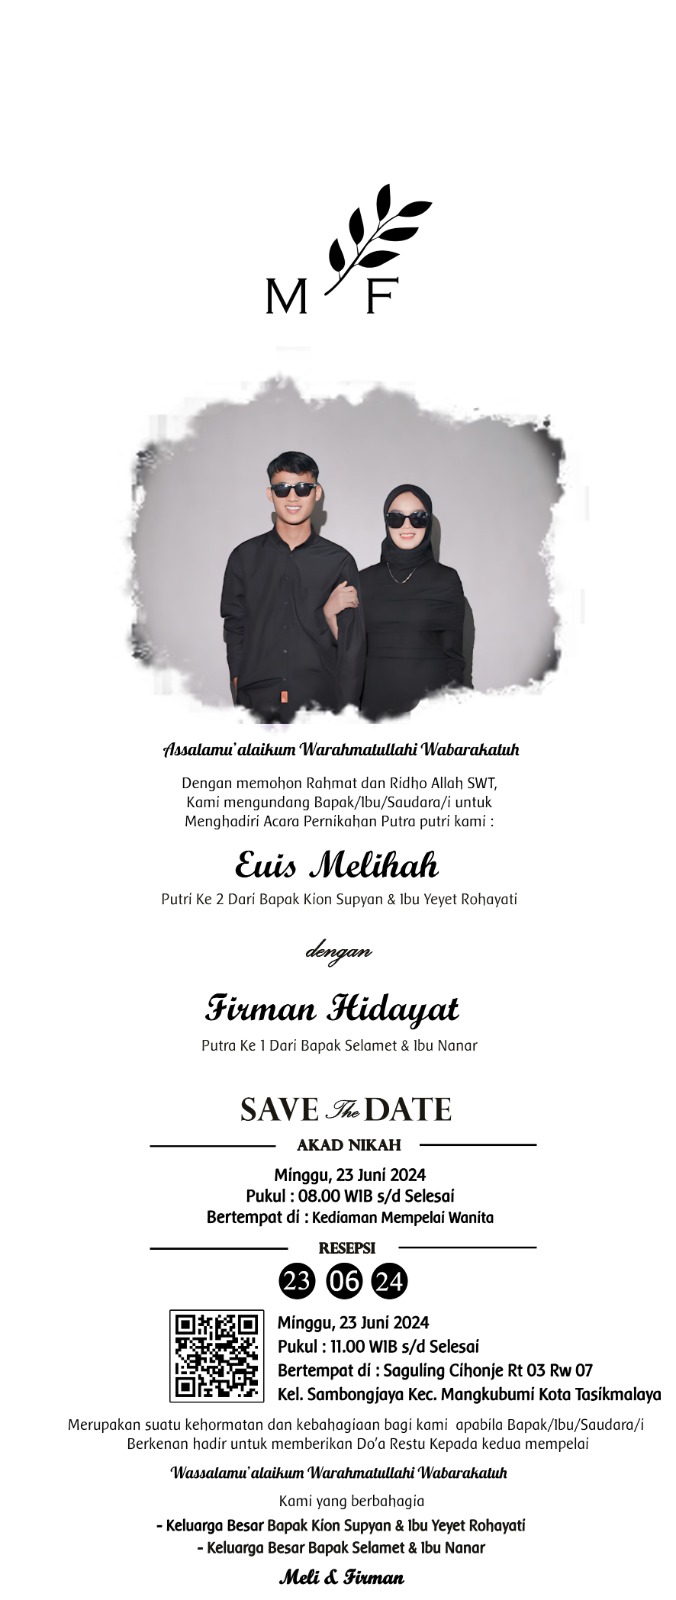 M F
Assalamu'alaikum Warahmatullahi Wabarakatuh
Dengan memohon Rahmat dan Ridho Allah SWT,
Kami mengundang Bapak/Ibu/Saudara/i untuk
Menghadiri Acara Pernikahan Putra putri kami :
Euis Melihah
Putri Ke 2 Dari Bapak Kion Supyan & Ibu Yeyet Rohayati
dengan
Firman Hidayat
Putra Ke 1 Dari Bapak Selamet & Ibu Nanar
SAVE The DATE
AKAD NIKAH
Minggu, 23 Juni 2024
Pukul : 08.00 WIB s/d Selesai
Bertempat di : Kediaman Mempelai Wanita
RESEPSI
23 06 24
Minggu, 23 Juni 2024
Pukul : 11.00 WIB s/d Selesai
Bertempat di : Saguling Cihonje Rt 03 Rw 07
Kel. Sambongjaya Kec. Mangkubumi Kota Tasikmalaya
Merupakan suatu kehormatan dan kebahagiaan bagi kami apabila Bapak/Ibu/Saudara/i
Berkenan hadir untuk memberikan Do'a Restu Kepada kedua mempelai
Wassalamu'alaikum Warahmatullahi Wabarakatuh
Kami yang berbahagia
- Keluarga Besar Bapak Kion Supyan & Ibu Yeyet Rohayati
- Keluarga Besar Bapak Selamet & Ibu Nanar
Meli & Firman